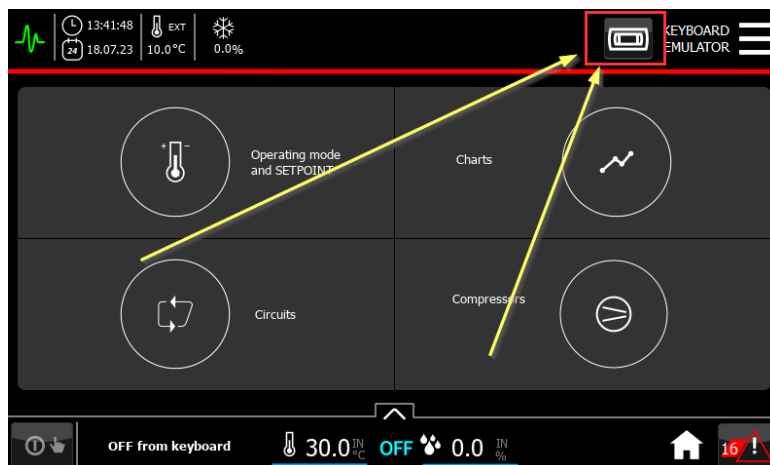 13:41:48
EXT
24
18.07.23
10.0°C
0.0%
KEYBOARD
EMULATOR
+ -
Operating mode
and SETPOINT
Charts
Circuits
Compressors
OFF from keyboard
30.0 IN
°C
OFF
0.0 IN
%
16
!